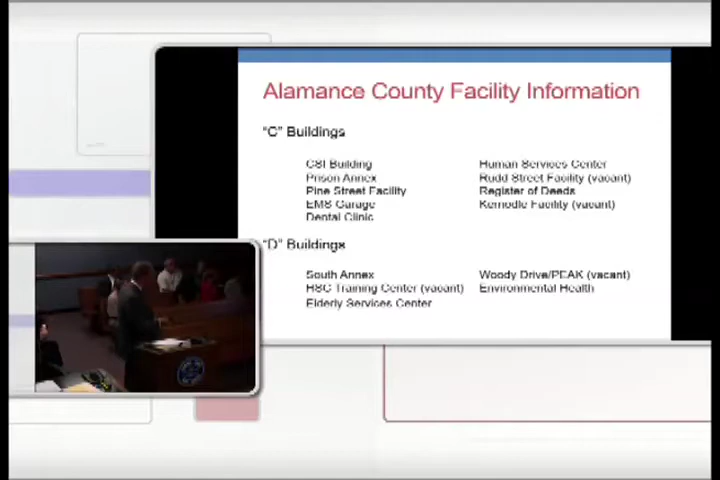 Alamance County Facility Information
"C" Buildings
CSI Building
Prison Annex
Pine Street Facility
EMS Garage
Dental Clinic
Human Services Center
Rudd Street Facility (vacant)
Register of Deeds
Kernodle Facility (vacant)
"D" Buildings
South Annex
HSC Training Center (vacant)
Elderly Services Center
Woody Drive/PEAK (vacant)
Environmental Health